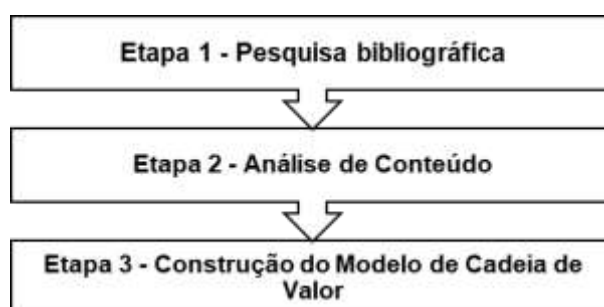 Etapa 1 - Pesquisa bibliográfica
Etapa 2 - Análise de Conteúdo
Etapa 3 - Construção do Modelo de Cadeia de
Valor